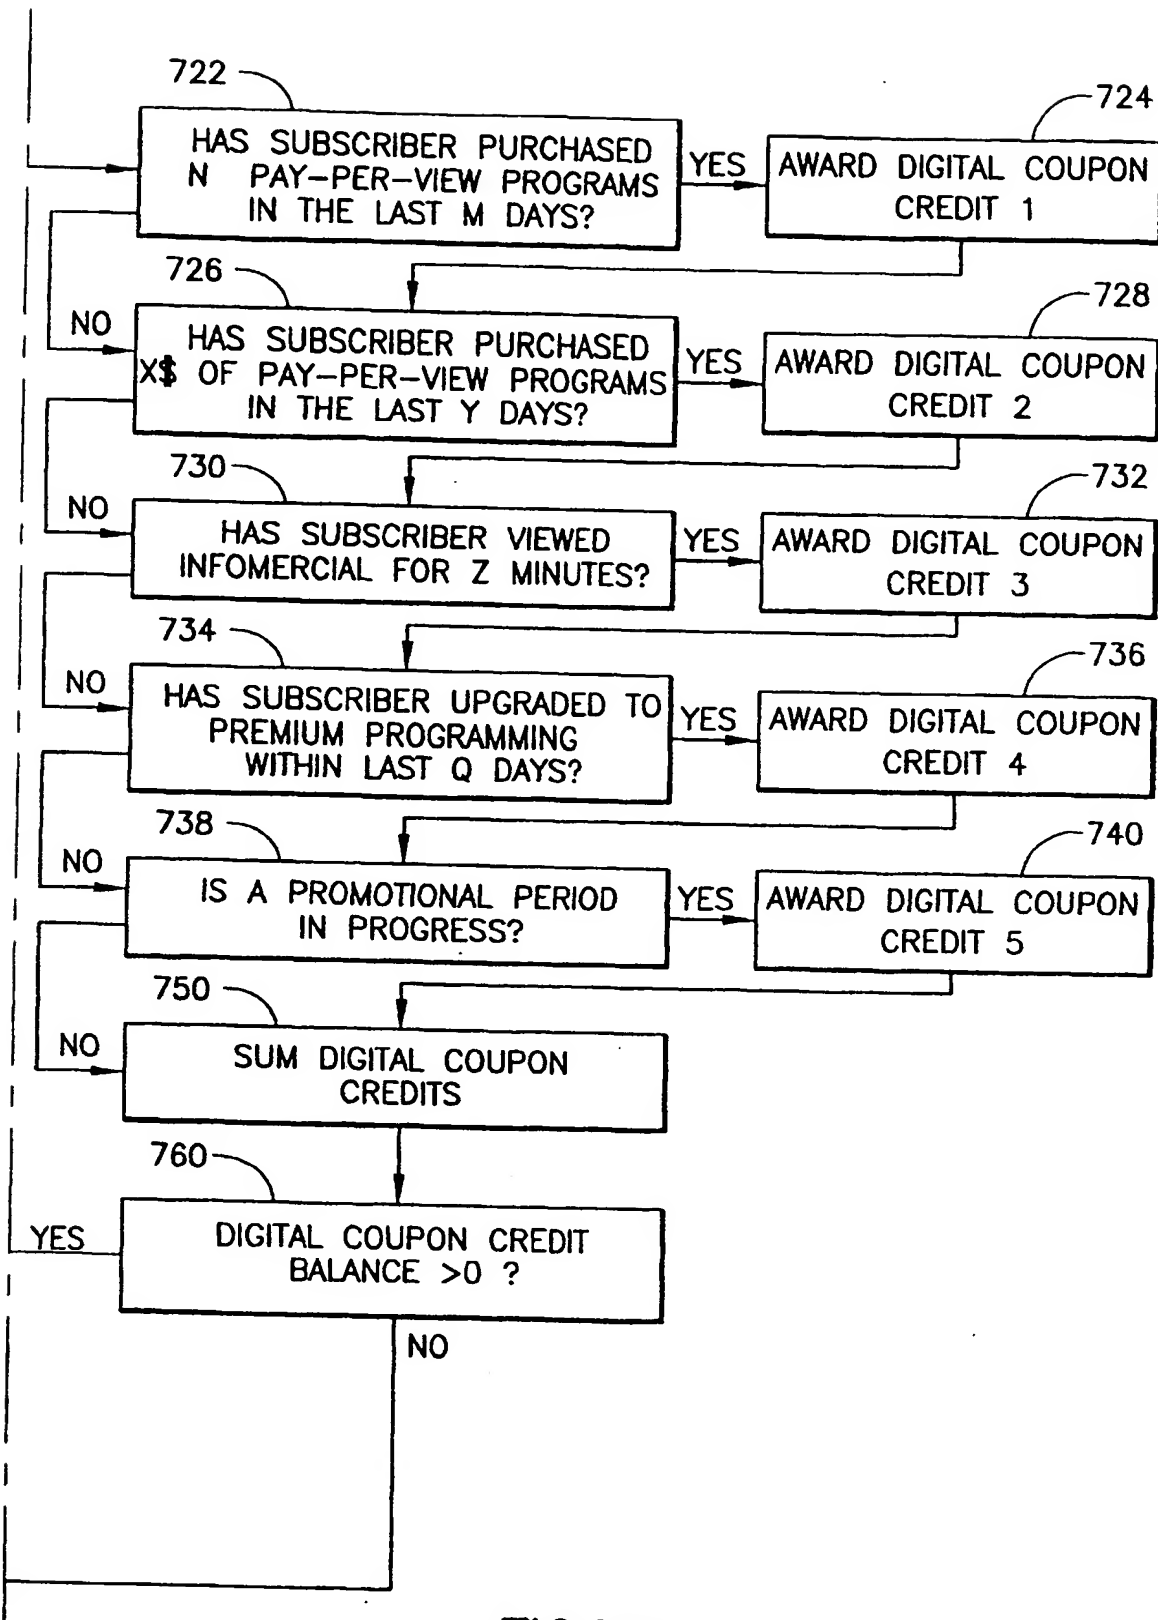 722
724
HAS SUBSCRIBER PURCHASED
N PAY-PER-VIEW PROGRAMS
IN THE LAST M DAYS?
YES
AWARD DIGITAL COUPON
CREDIT 1
726
728
NO
HAS SUBSCRIBER PURCHASED
X$ OF PAY-PER-VIEW PROGRAMS
IN THE LAST Y DAYS?
YES
AWARD DIGITAL COUPON
CREDIT 2
730
732
NO
HAS SUBSCRIBER VIEWED
INFOMERCIAL FOR Z MINUTES?
YES
AWARD DIGITAL COUPON
CREDIT 3
734
736
NO
HAS SUBSCRIBER UPGRADED TO
PREMIUM PROGRAMMING
WITHIN LAST Q DAYS?
YES
AWARD DIGITAL COUPON
CREDIT 4
738
740
NO
IS A PROMOTIONAL PERIOD
IN PROGRESS?
YES
AWARD DIGITAL COUPON
CREDIT 5
750
NO
SUM DIGITAL COUPON
CREDITS
760
YES
DIGITAL COUPON CREDIT
BALANCE >0 ?
NO